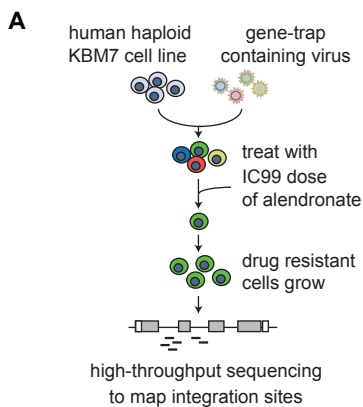 A
human haploid
KBM7 cell line
gene-trap
containing virus
treat with
IC99 dose
of alendronate
drug resistant
cells grow
high-throughput sequencing
to map integration sites